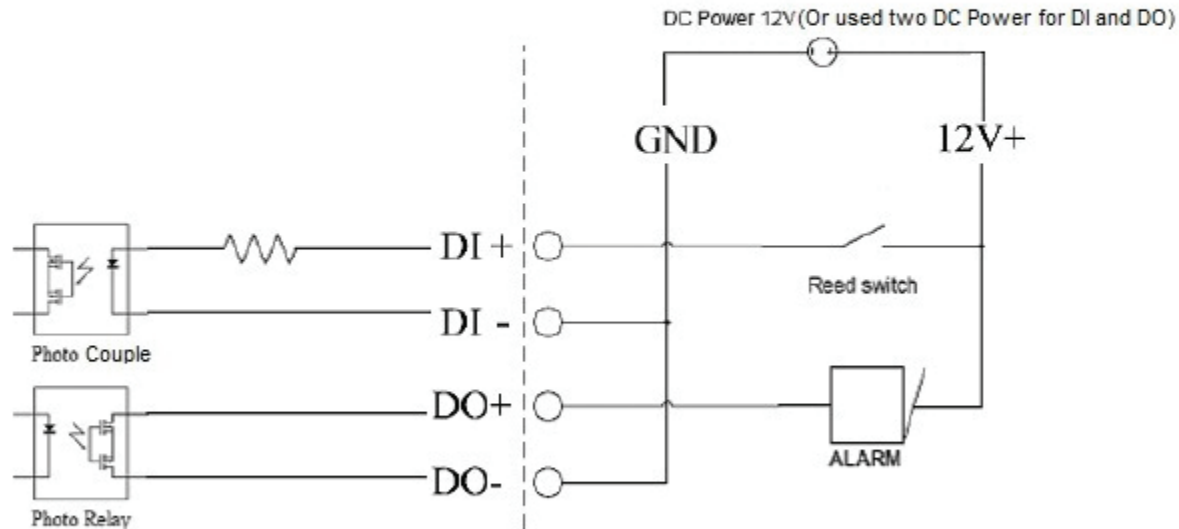 DC Power 12V(Or used two DC Power for DI and DO)
GND 12V+
DI +
Reed switch
DI -
Photo Couple
DO+
ALARM
DO-
Photo Relay